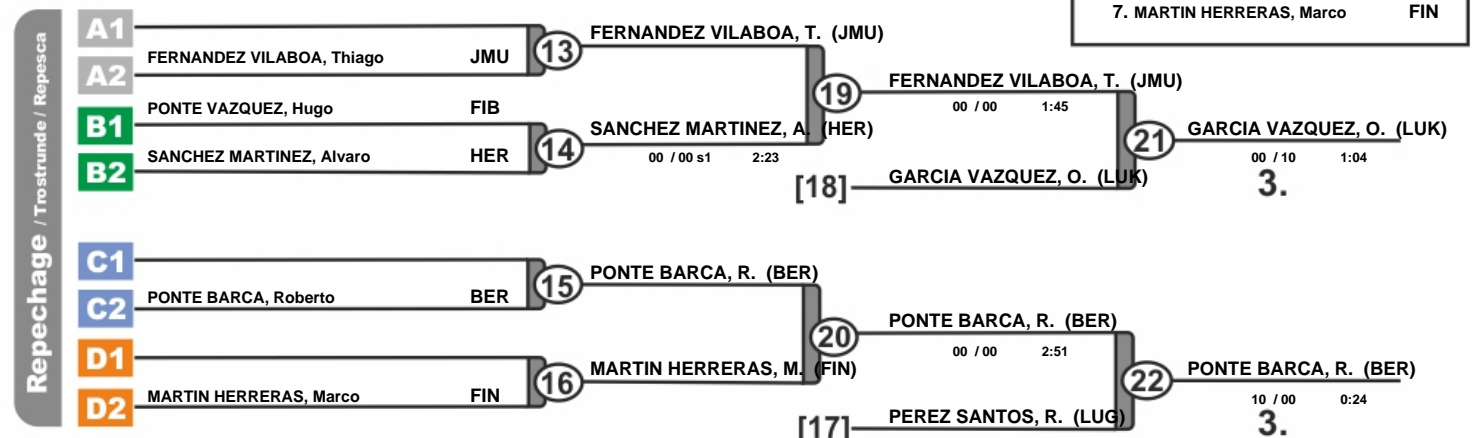 7. MARTIN HERRERAS, Marco FIN
Repechage / Trostrunde / Repesca
A1
FERNANDEZ VILABOA, Thiago JMU
A2
13
FERNANDEZ VILABOA, T. (JMU)
PONTE VAZQUEZ, Hugo FIB
B1
SANCHEZ MARTINEZ, Alvaro HER
B2
14
SANCHEZ MARTINEZ, A. (HER)
00 / 00 s1 2:23
19
FERNANDEZ VILABOA, T. (JMU)
00 / 00 1:45
[18]
GARCIA VAZQUEZ, O. (LUK)
21
GARCIA VAZQUEZ, O. (LUK)
00 / 10 1:04
3.
C1
PONTE BARCA, Roberto BER
C2
15
PONTE BARCA, R. (BER)
D1
MARTIN HERRERAS, Marco FIN
D2
16
MARTIN HERRERAS, M. (FIN)
20
PONTE BARCA, R. (BER)
00 / 00 2:51
[17]
PEREZ SANTOS, R. (LUG)
22
PONTE BARCA, R. (BER)
10 / 00 0:24
3.